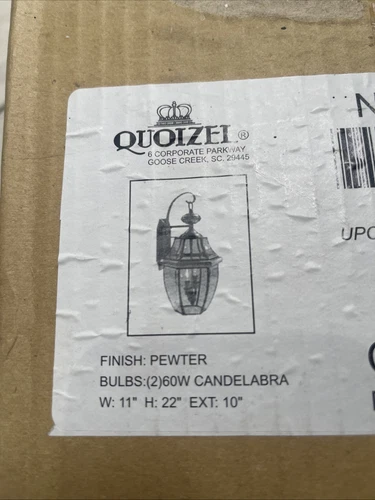 QUOIZEL®
6 CORPORATE PARKWAY
GOOSE CREEK, SC. 29445
N
UPC
FINISH: PEWTER
BULBS:(2)60W CANDELABRA
W: 11" H: 22" EXT: 10"